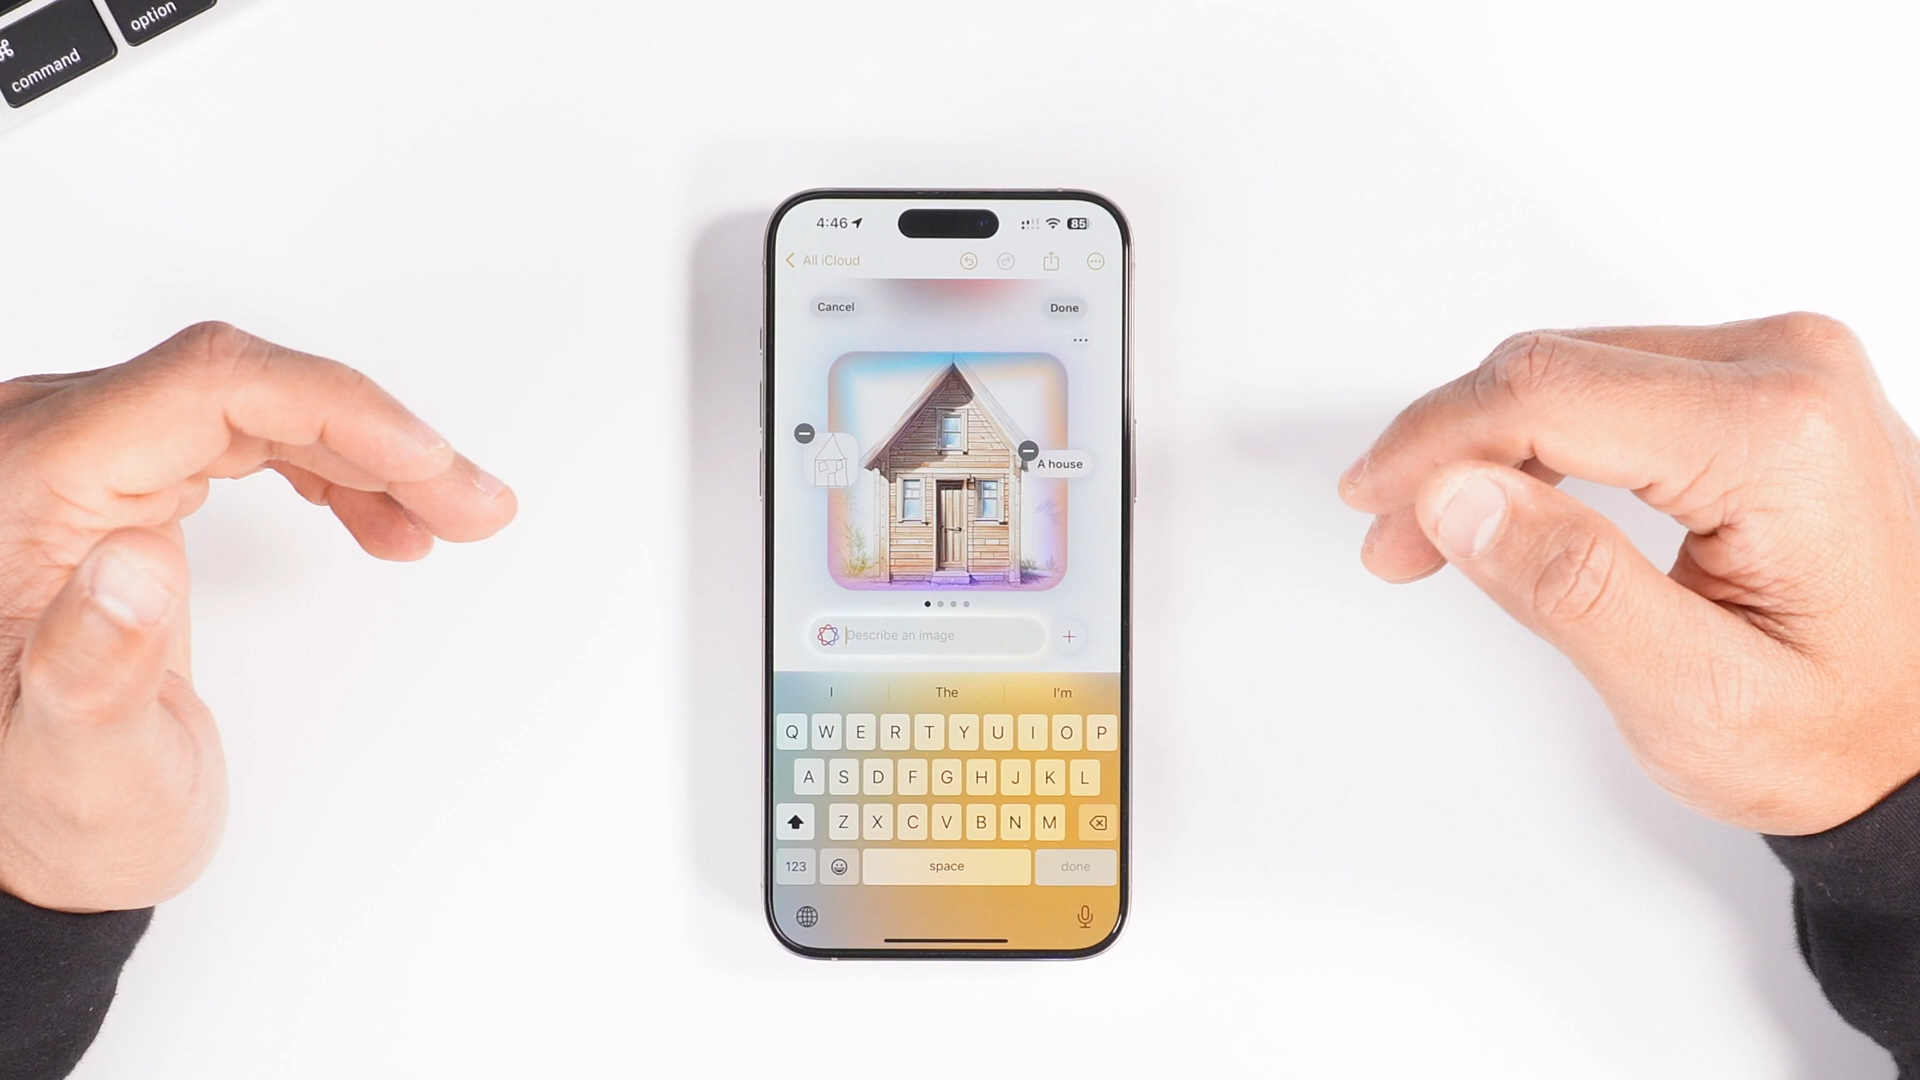 option
⌘
command
4:46
85
All iCloud
Cancel
Done
A house
Describe an image
I The I'm
Q W E R T Y U I O P
A S D F G H J K L
Z X C V B N M
123 space done